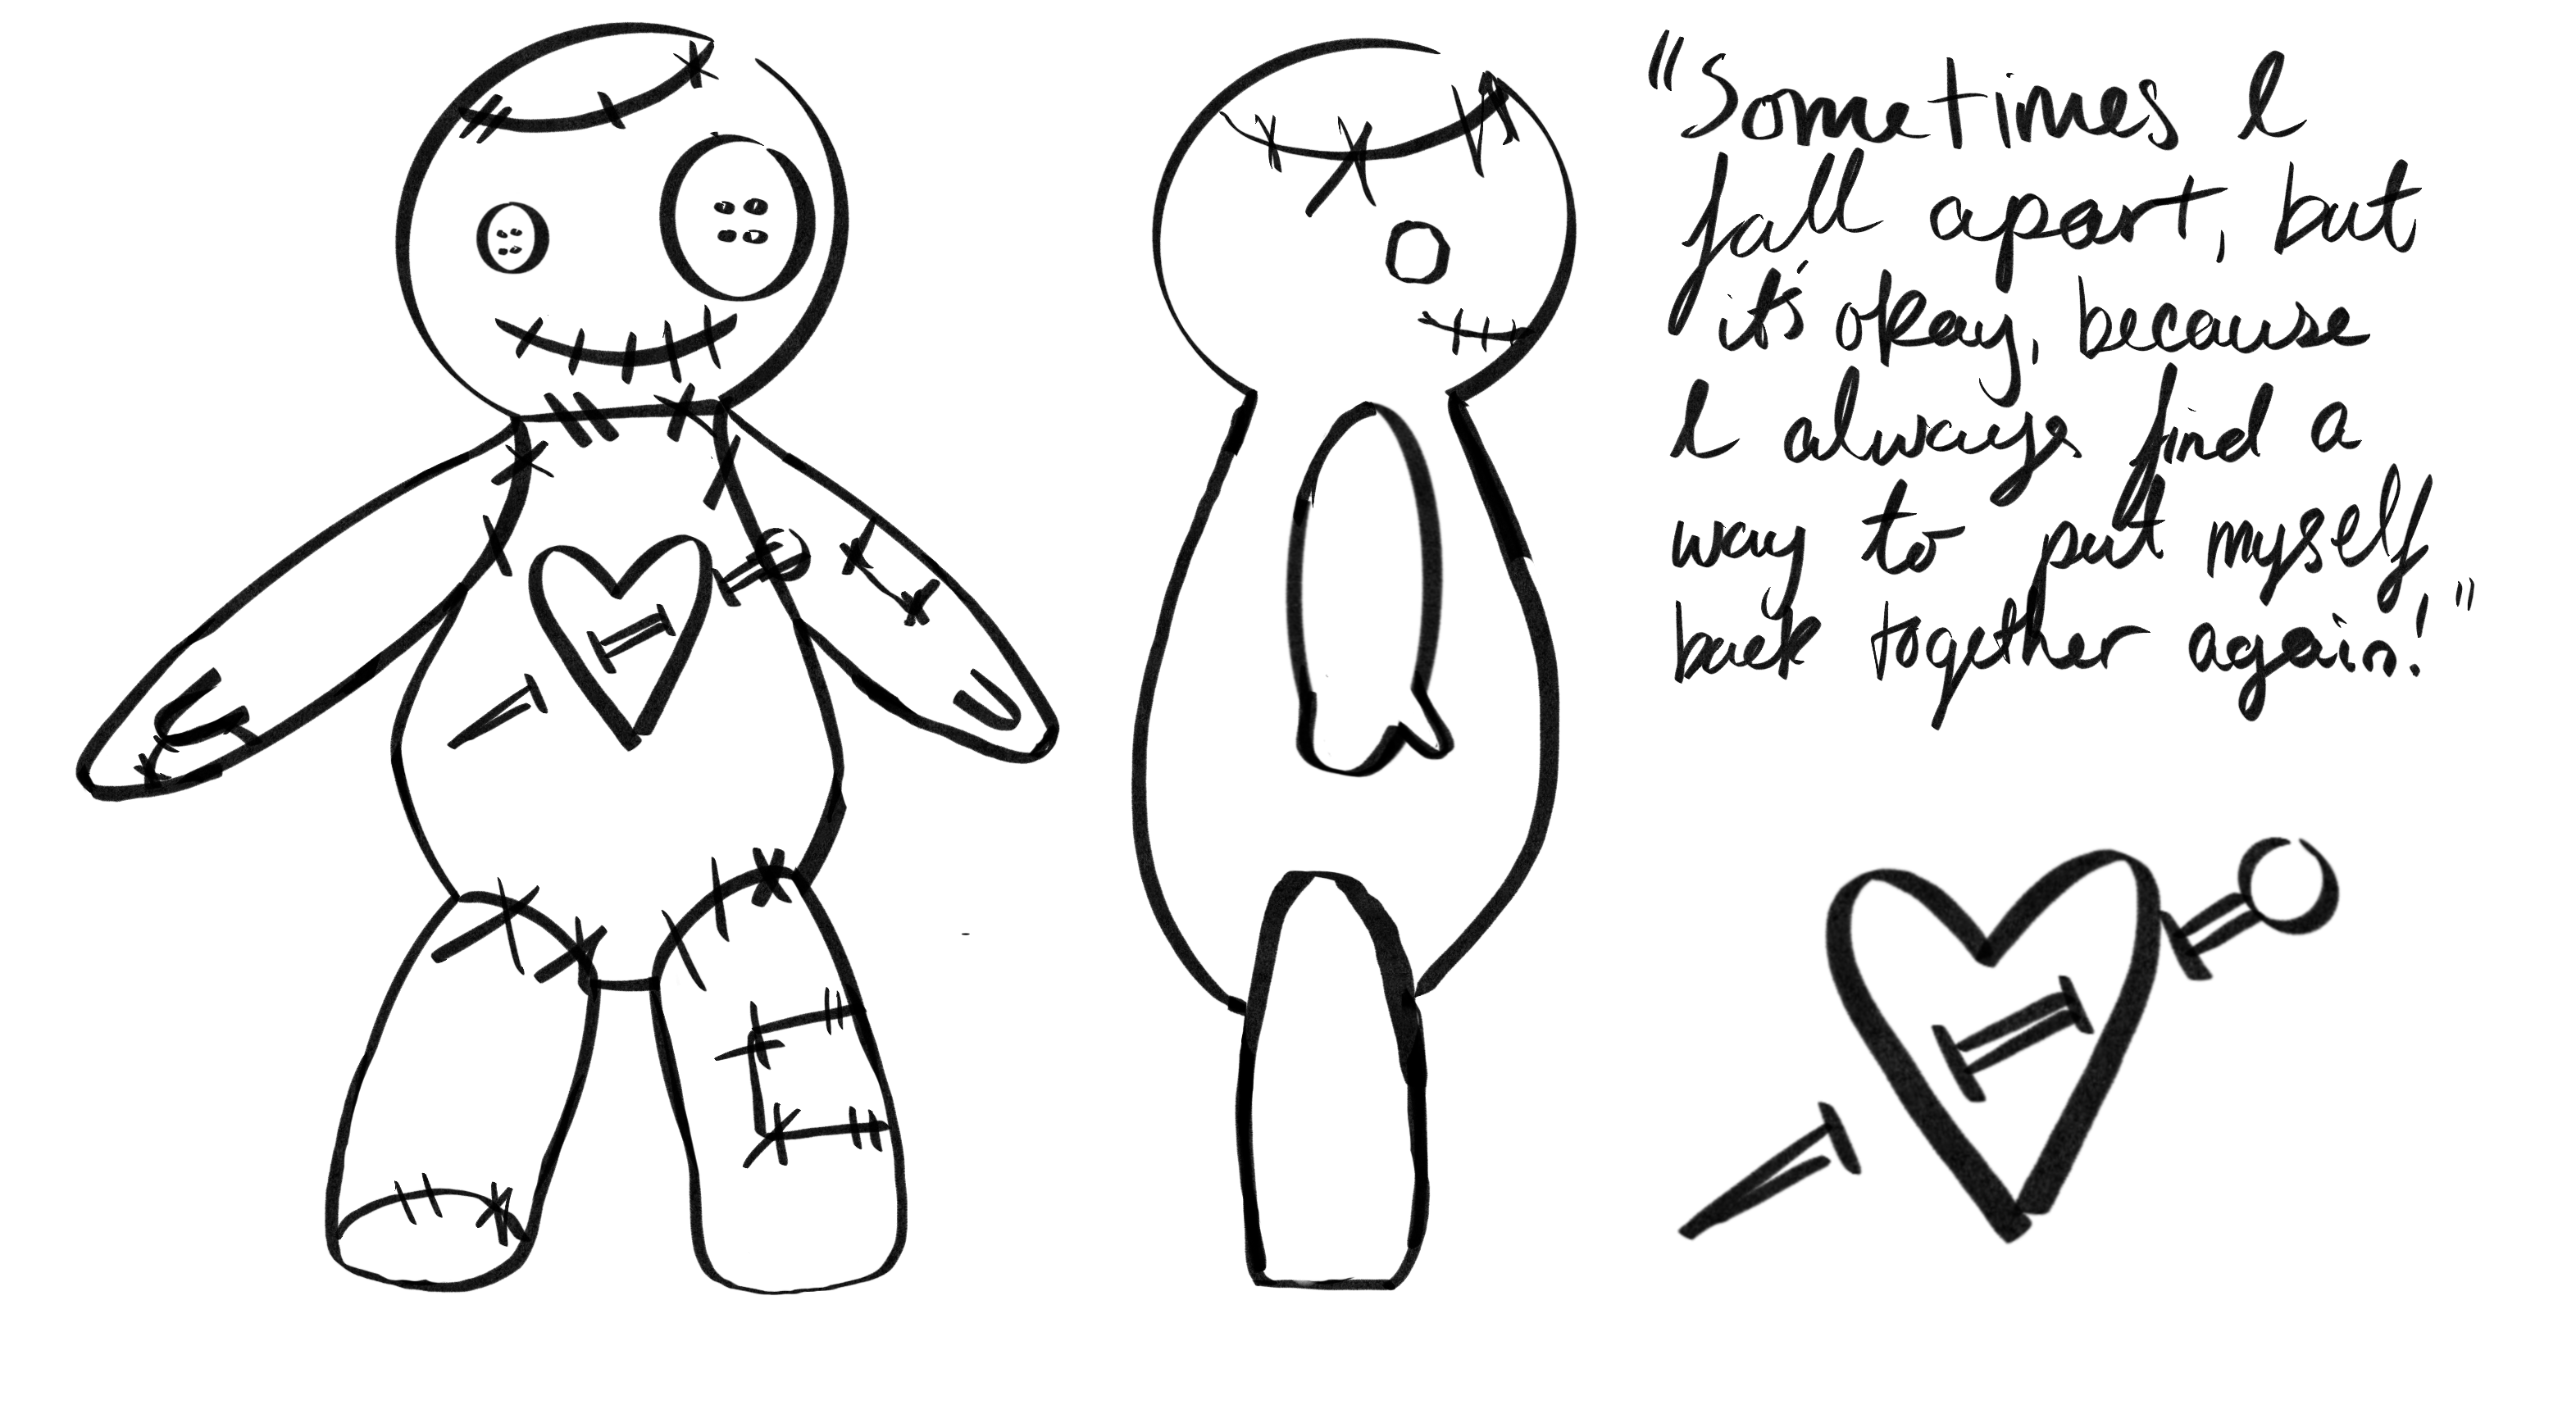 "Sometimes I
fall apart, but
it's okay, because
I always find a
way to put myself
back together again!"